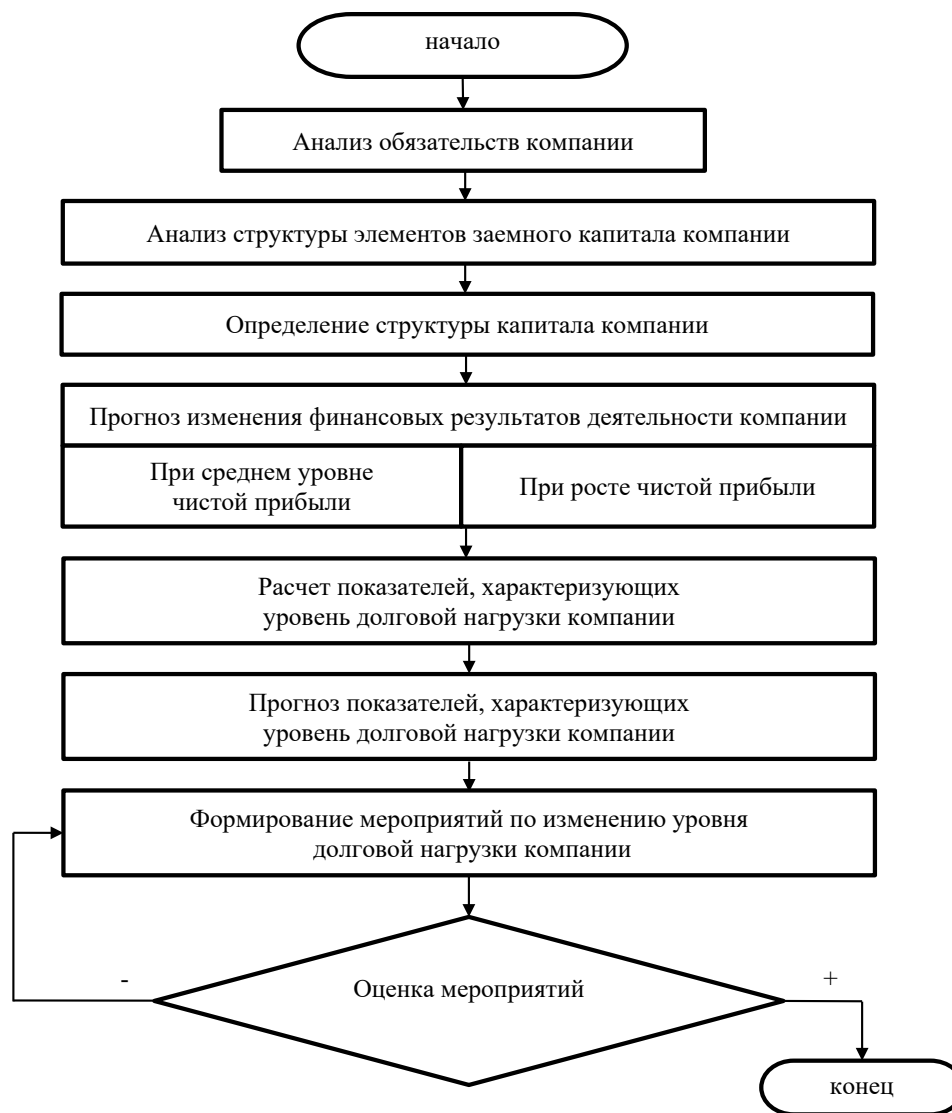 начало
Анализ обязательств компании
Анализ структуры элементов заемного капитала компании
Определение структуры капитала компании
Прогноз изменения финансовых результатов деятельности компании
При среднем уровне
чистой прибыли
При росте чистой прибыли
Расчет показателей, характеризующих
уровень долговой нагрузки компании
Прогноз показателей, характеризующих
уровень долговой нагрузки компании
Формирование мероприятий по изменению уровня
долговой нагрузки компании
-
Оценка мероприятий
+
конец